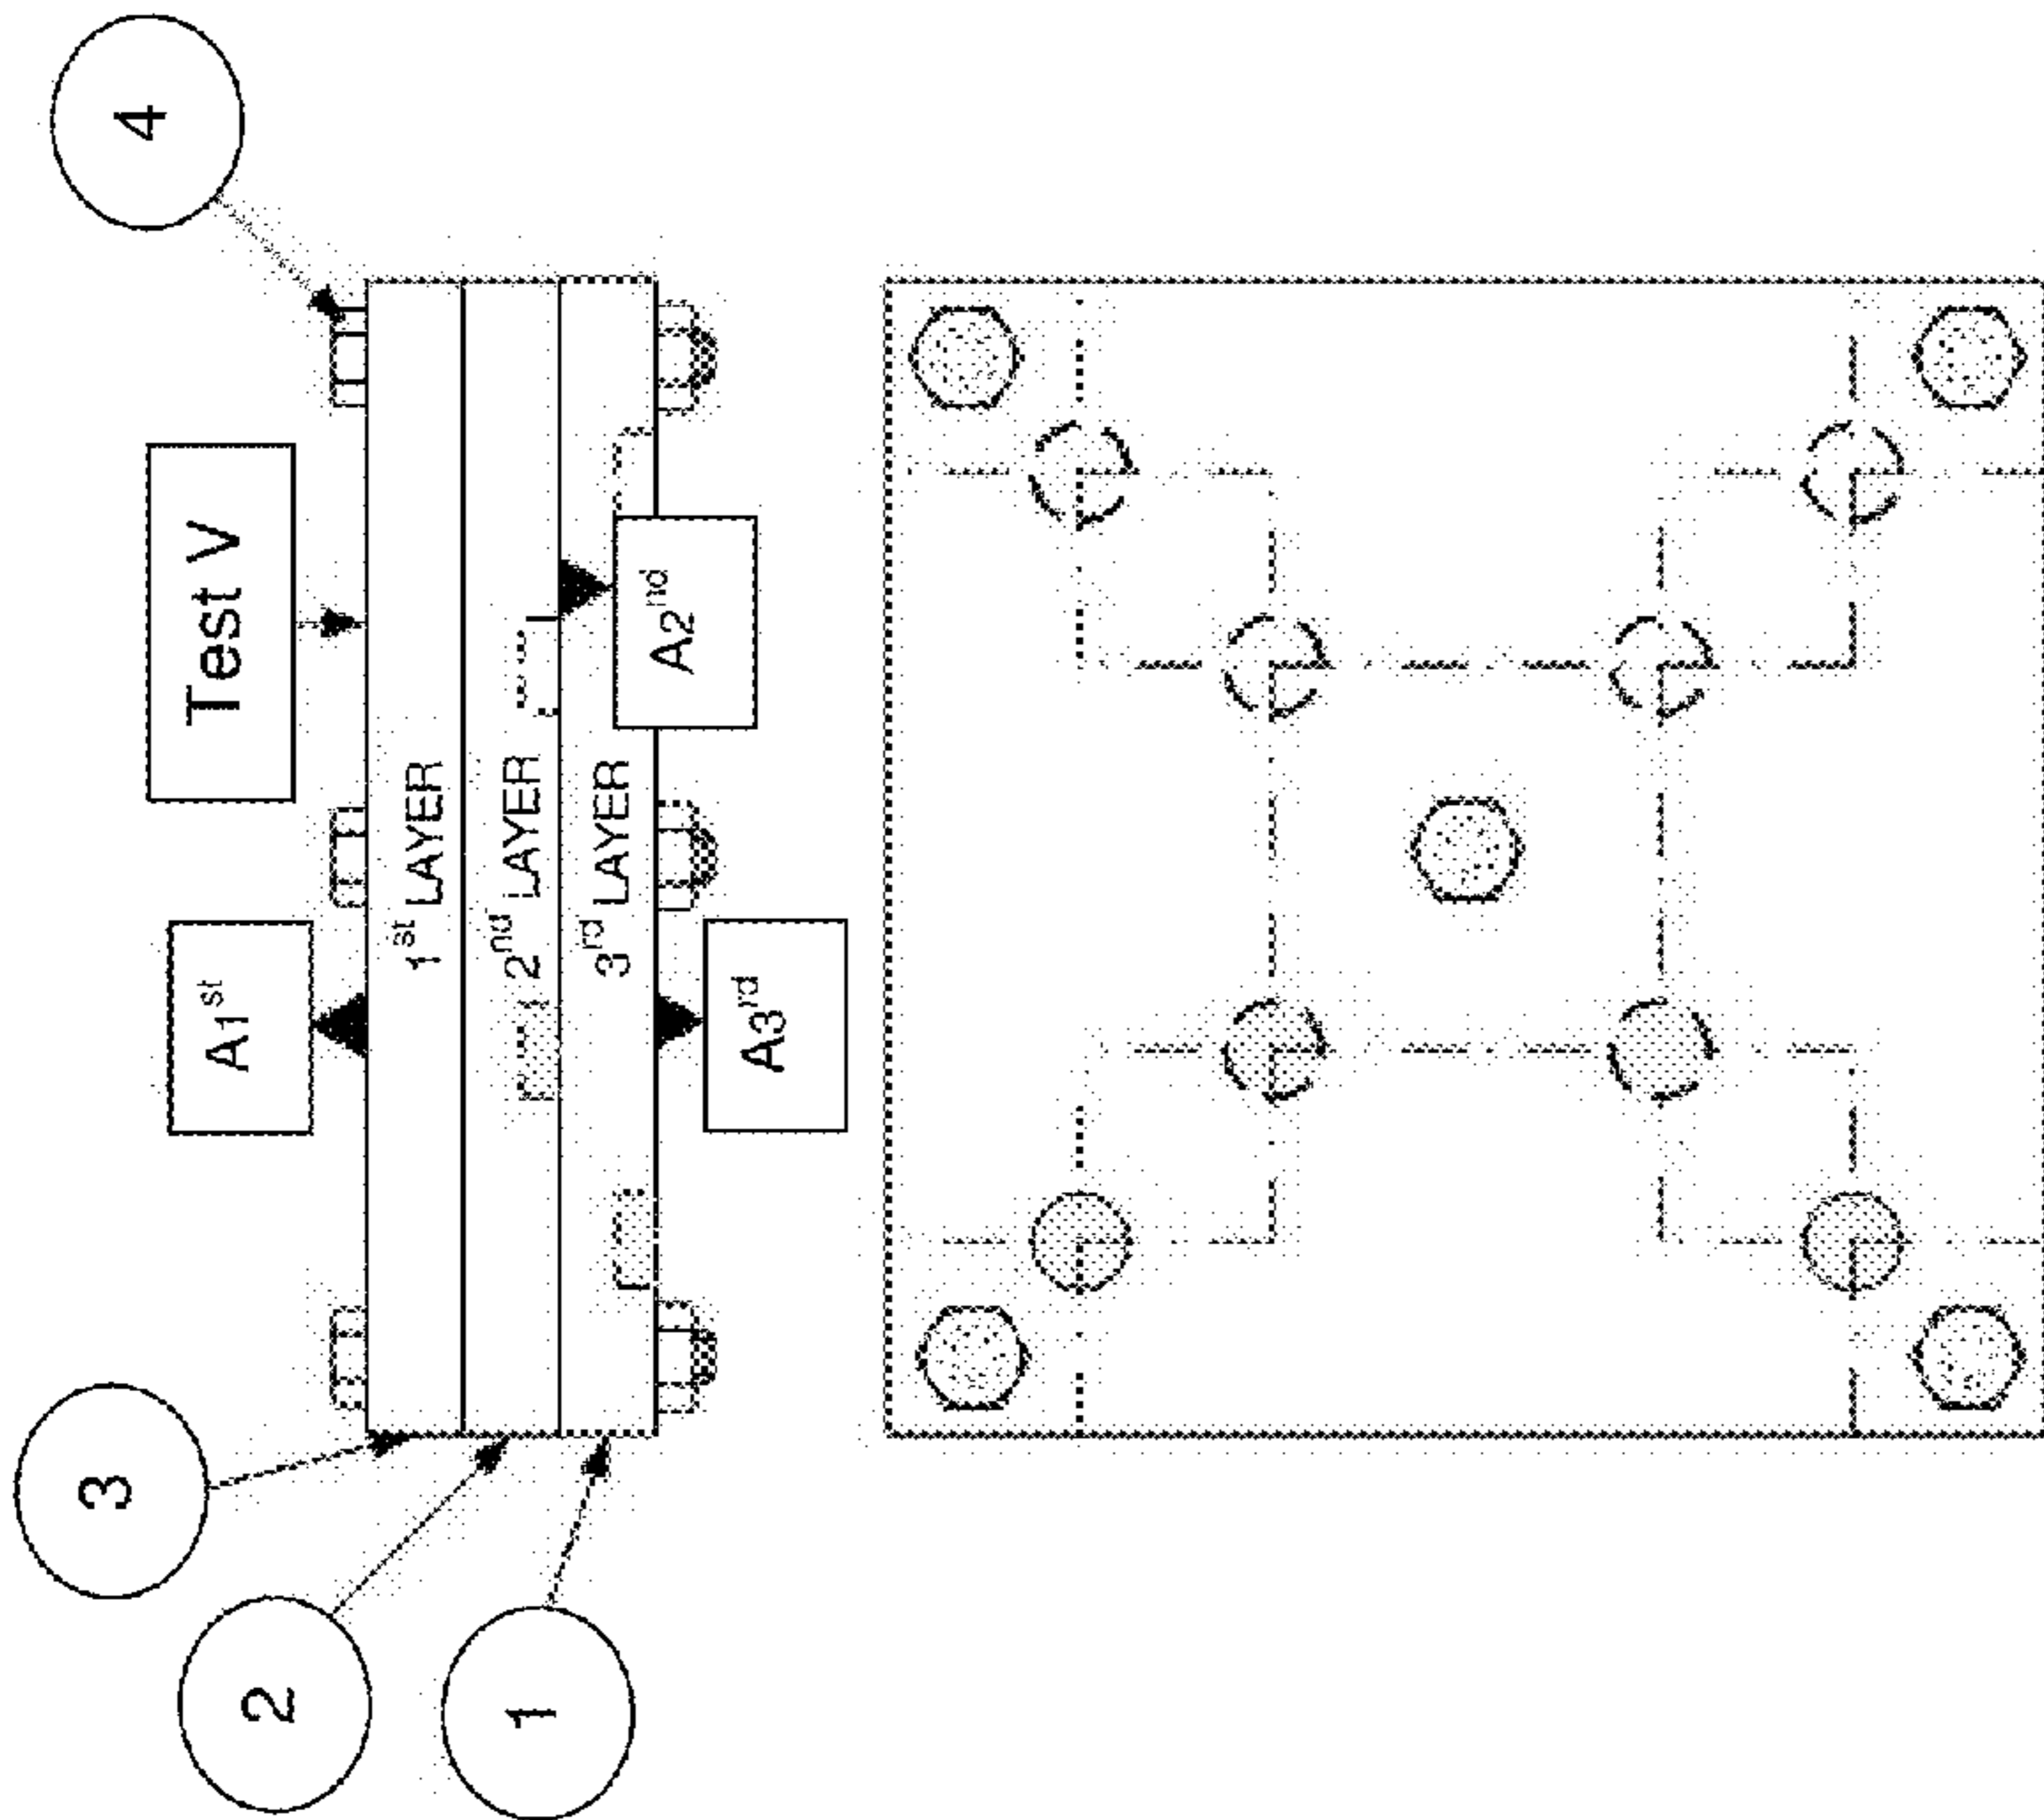 4
Test V
A1ˢᵗ
1ˢᵗ LAYER
2ⁿᵈ LAYER
3ʳᵈ LAYER
A2ⁿᵈ
A3ʳᵈ
3
2
1